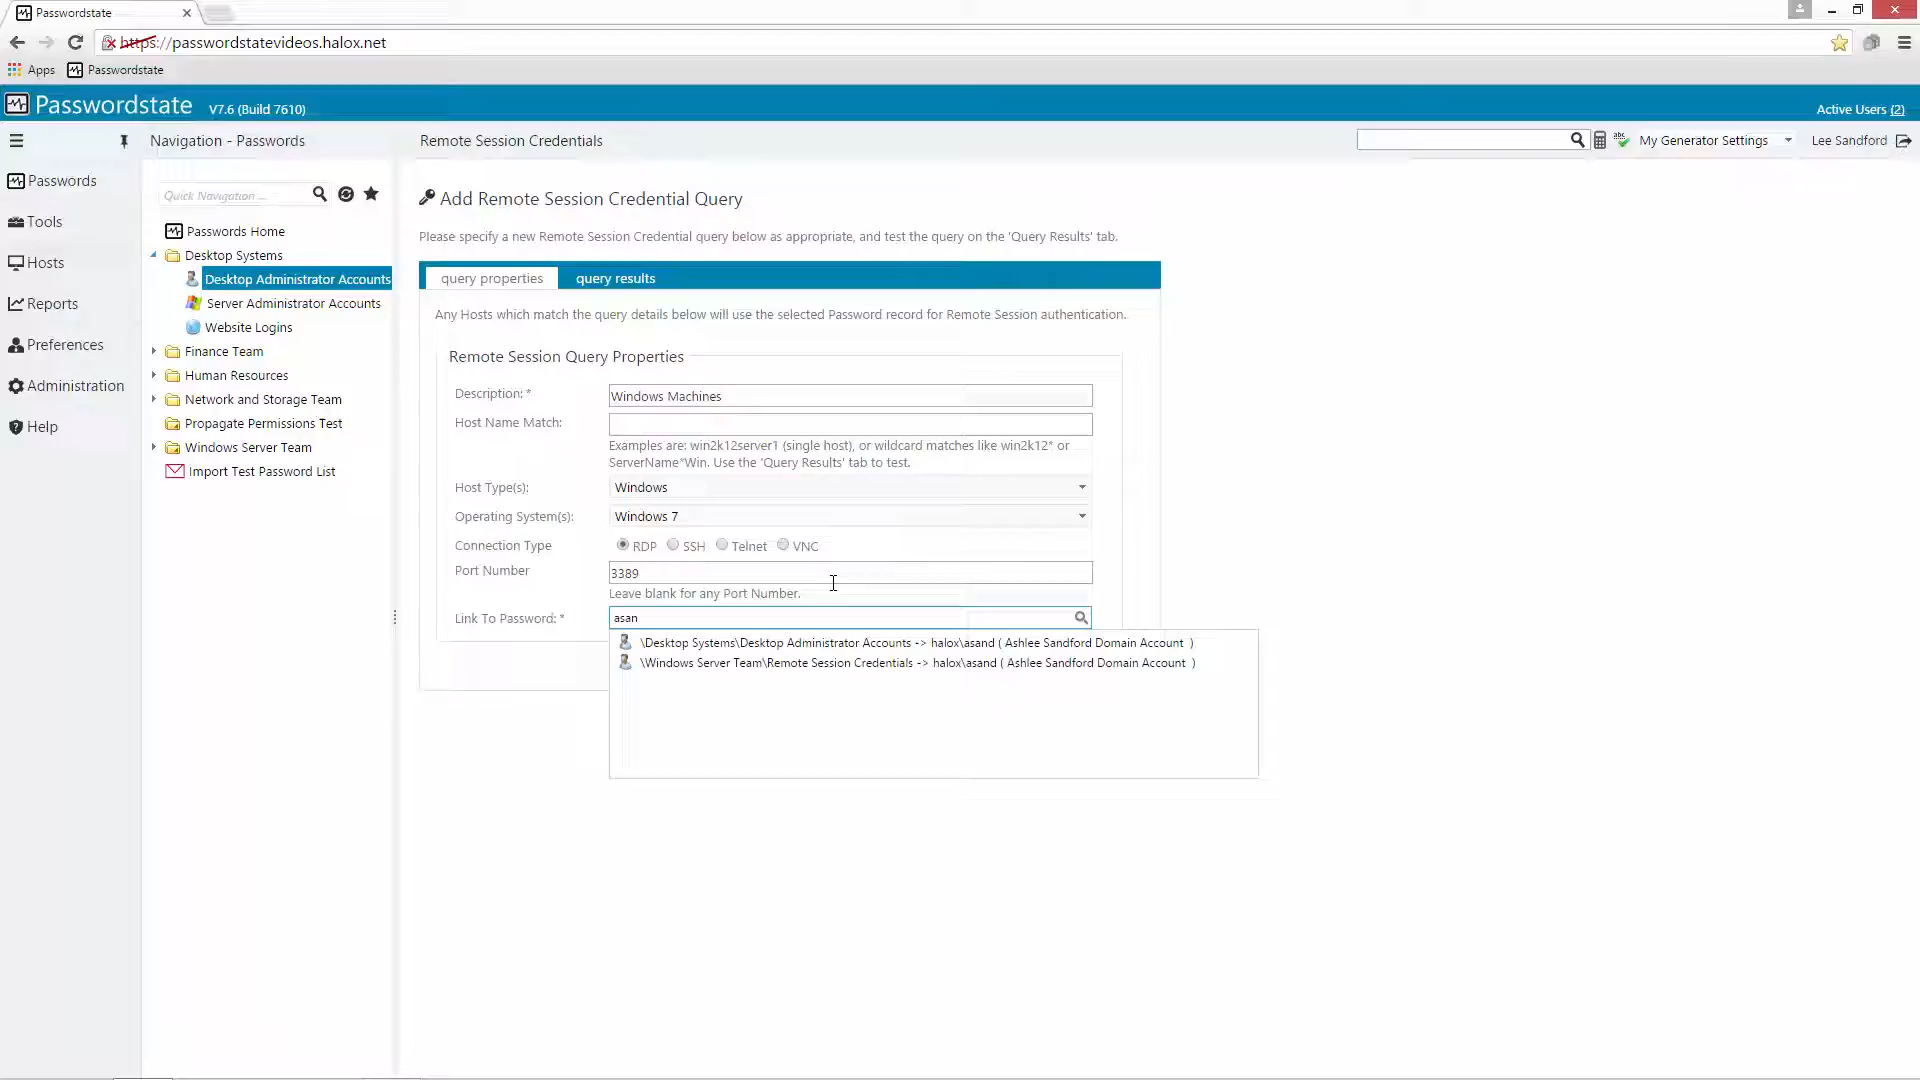 Passwordstate
https://passwordstatevideos.halox.net
Apps Passwordstate
Passwordstate V7.6 (Build 7610)
Active Users (2)
Navigation - Passwords
Remote Session Credentials
My Generator Settings
Lee Sandford
Passwords
Tools
Hosts
Reports
Preferences
Administration
Help
Quick Navigation ...
Passwords Home
Desktop Systems
Desktop Administrator Accounts
Server Administrator Accounts
Website Logins
Finance Team
Human Resources
Network and Storage Team
Propagate Permissions Test
Windows Server Team
Import Test Password List
Add Remote Session Credential Query
Please specify a new Remote Session Credential query below as appropriate, and test the query on the 'Query Results' tab.
query properties query results
Any Hosts which match the query details below will use the selected Password record for Remote Session authentication.
Remote Session Query Properties
Description: * Windows Machines
Host Name Match:
Examples are: win2k12server1 (single host), or wildcard matches like win2k12* or
ServerName*Win. Use the 'Query Results' tab to test.
Host Type(s): Windows
Operating System(s): Windows 7
Connection Type RDP SSH Telnet VNC
Port Number 3389
Leave blank for any Port Number.
Link To Password: * asan
\Desktop Systems\Desktop Administrator Accounts -> halox\asand ( Ashlee Sandford Domain Account )
\Windows Server Team\Remote Session Credentials -> halox\asand ( Ashlee Sandford Domain Account )